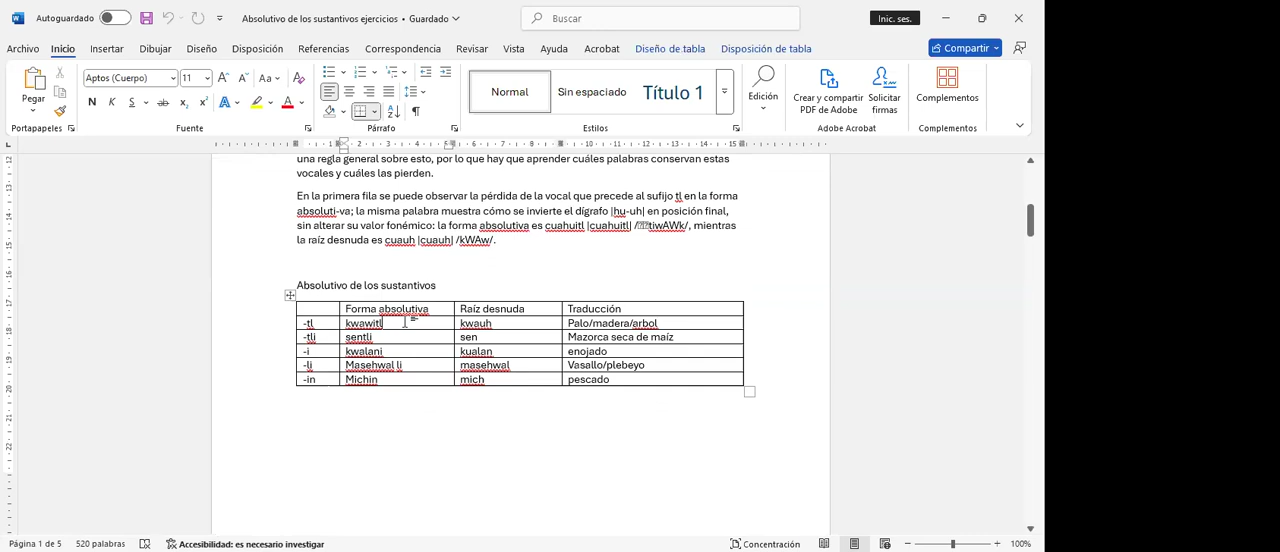 Autoguardado
Absolutivo de los sustantivos ejercicios • Guardado
Buscar
Inic. ses.
Archivo Inicio Insertar Dibujar Diseño Disposición Referencias Correspondencia Revisar Vista Ayuda Acrobat Diseño de tabla Disposición de tabla
Compartir
Pegar
Portapapeles
Aptos (Cuerpo) 11
N K S ab x₂ x²
Fuente
Párrafo
Normal
Sin espaciado
Título 1
Estilos
Edición
Crear y compartir PDF de Adobe
Solicitar firmas
Adobe Acrobat
Complementos
Complementos
una regla general sobre esto, por lo que hay que aprender cuáles palabras conservan estas
vocales y cuáles las pierden.
En la primera fila se puede observar la pérdida de la vocal que precede al sufijo tl en la forma
absoluti-va; la misma palabra muestra cómo se invierte el dígrafo |hu-uh| en posición final,
sin alterar su valor fonémico: la forma absolutiva es cuahuitl |cuahuitl| /tiwAWk/, mientras
la raíz desnuda es cuauh |cuauh| /kWAw/.
Absolutivo de los sustantivos
Forma absolutiva Raíz desnuda Traducción
-tl kwawitl kwauh Palo/madera/arbol
-tli sentli sen Mazorca seca de maíz
-i kwalani kualan enojado
-li Masehwal li masehwal Vasallo/plebeyo
-in Michin mich pescado
Página 1 de 5 520 palabras Accesibilidad: es necesario investigar Concentración 100%